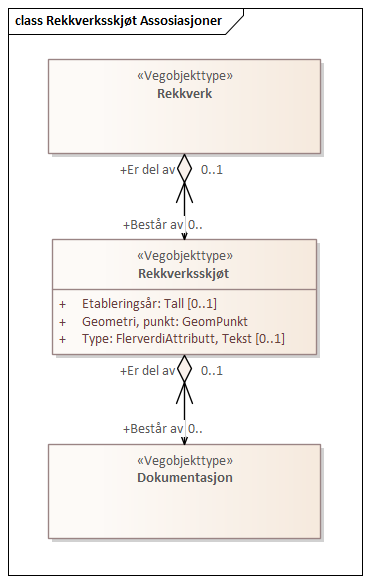 class Rekkverksskjøt Assosiasjoner
«Vegobjekttype»
Rekkverk
+Er del av 0..1
+Består av 0..
«Vegobjekttype»
Rekkverksskjøt
+ Etableringsår: Tall [0..1]
+ Geometri, punkt: GeomPunkt
+ Type: FlerverdiAttributt, Tekst [0..1]
+Er del av 0..1
+Består av 0..
«Vegobjekttype»
Dokumentasjon